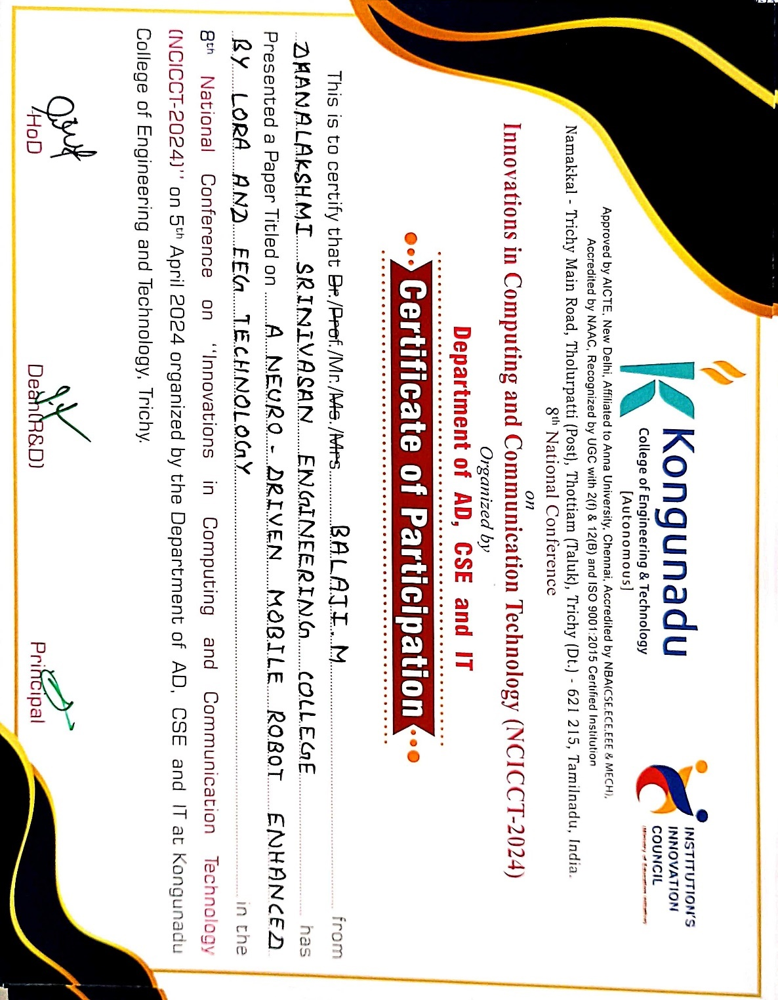 Kongunadu
College of Engineering & Technology
[Autonomous]
INSTITUTION'S
INNOVATION
COUNCIL
Approved by AICTE, New Delhi, Affiliated to Anna University, Chennai, Accredited by NBA(CSE,ECE,EEE & MECH),
Accredited by NAAC, Recognized by UGC with 2(f) & 12(B) and ISO 9001:2015 Certified Institution
Namakkal - Trichy Main Road, Tholurpatti (Post), Thottiam (Taluk), Trichy (Dt.) - 621 215, Tamilnadu, India.
8th National Conference
on
Innovations in Computing and Communication Technology (NCICCT-2024)
Organized by
Department of AD, CSE and IT
Certificate of Participation
This is to certify that Dr./Prof./Mr./Ms./Mrs BALAJI. M from
DHANALAKSHMI SRINIVASAN ENGINEERING COLLEGE has
Presented a Paper Titled on A NEURO - DRIVEN MOBILE ROBOT ENHANCED
BY LORA AND EEG TECHNOLOGY in the
8th National Conference on "Innovations in Computing and Communication Technology
(NCICCT-2024)" on 5th April 2024 organized by the Department of AD, CSE and IT at Kongunadu
College of Engineering and Technology, Trichy.
HoD Dean(R&D) Principal